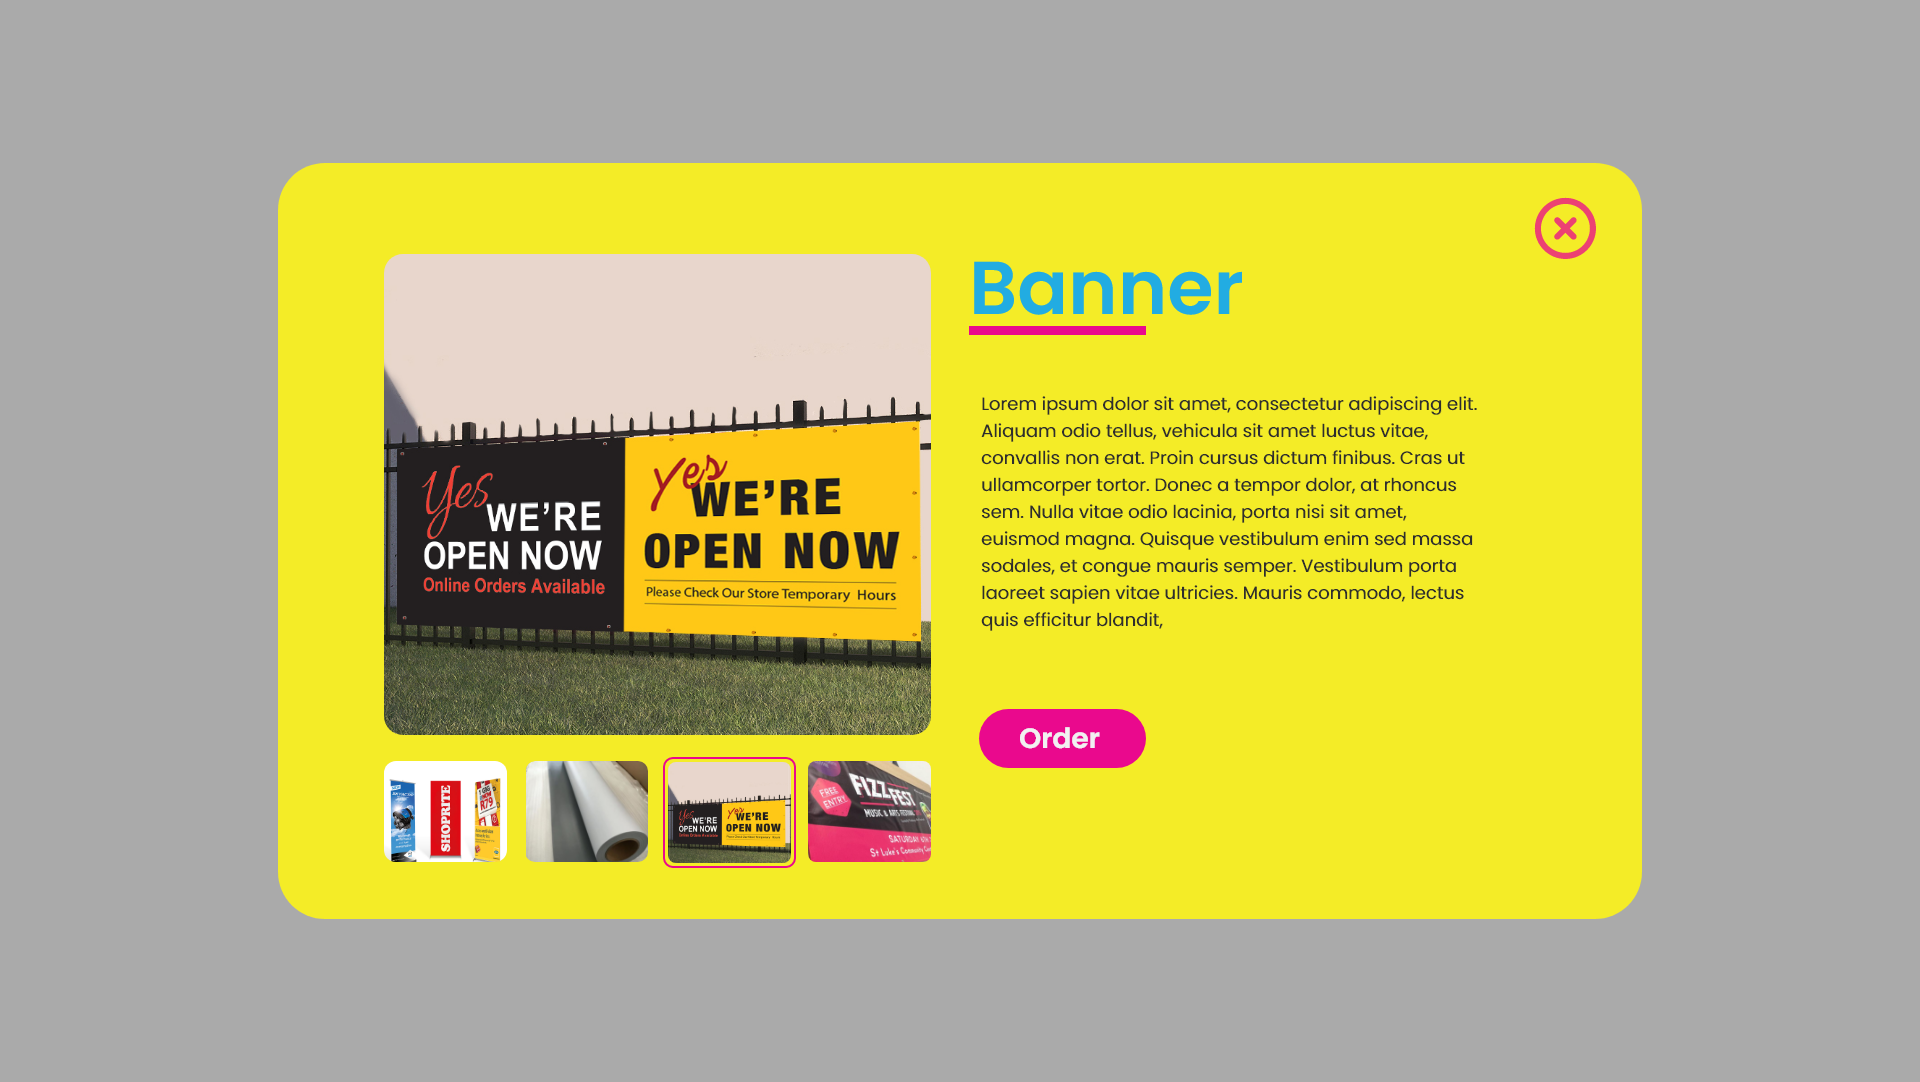 Banner
Yes
WE'RE
OPEN NOW
Online Orders Available
yes
WE'RE
OPEN NOW
Please Check Our Store Temporary Hours
Lorem ipsum dolor sit amet, consectetur adipiscing elit.
Aliquam odio tellus, vehicula sit amet luctus vitae,
convallis non erat. Proin cursus dictum finibus. Cras ut
ullamcorper tortor. Donec a tempor dolor, at rhoncus
sem. Nulla vitae odio lacinia, porta nisi sit amet,
euismod magna. Quisque vestibulum enim sed massa
sodales, et congue mauris semper. Vestibulum porta
laoreet sapien vitae ultricies. Mauris commodo, lectus
quis efficitur blandit,
Order
SHOPRITE
R79
Yes
WE'RE
OPEN NOW
yes
WE'RE
OPEN NOW
FREE
ENTRY
FIZZ FEST
MUSIC & ARTS FESTIVAL
SATURDAY
St Luke's Community